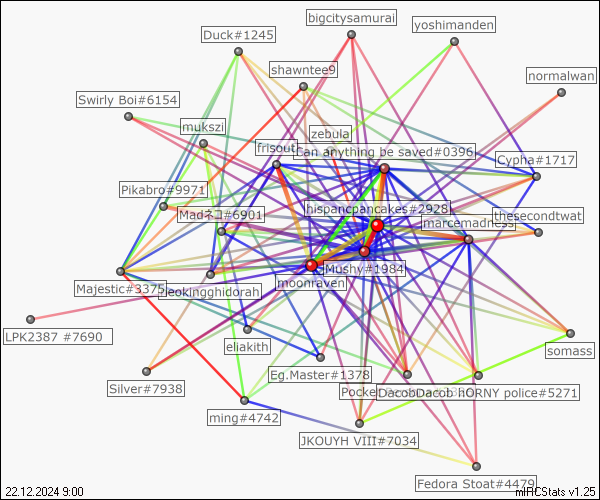 bigcitysamurai
yoshimanden
Duck#1245
shawntee9
normalwan
Swirly Boi#6154
mukszi
zebula
frisout
Can anything be saved#0396
Cypha#1717
Pikabro#9971
hispancpancakes#2928
Madネコ#6901
thesecondtwat
marcemadness
Mushy#1984
moonraven
Majestic#3375
neokingghidorah
LPK2387 #7690
eliakith
somass
Eg.Master#1378
Silver#7938
Pocke
DacobDacob hORNY police#5271
ming#4742
JKOUYH VIII#7034
Fedora Stoat#4479
22.12.2024 9:00
mIRCStats v1.25